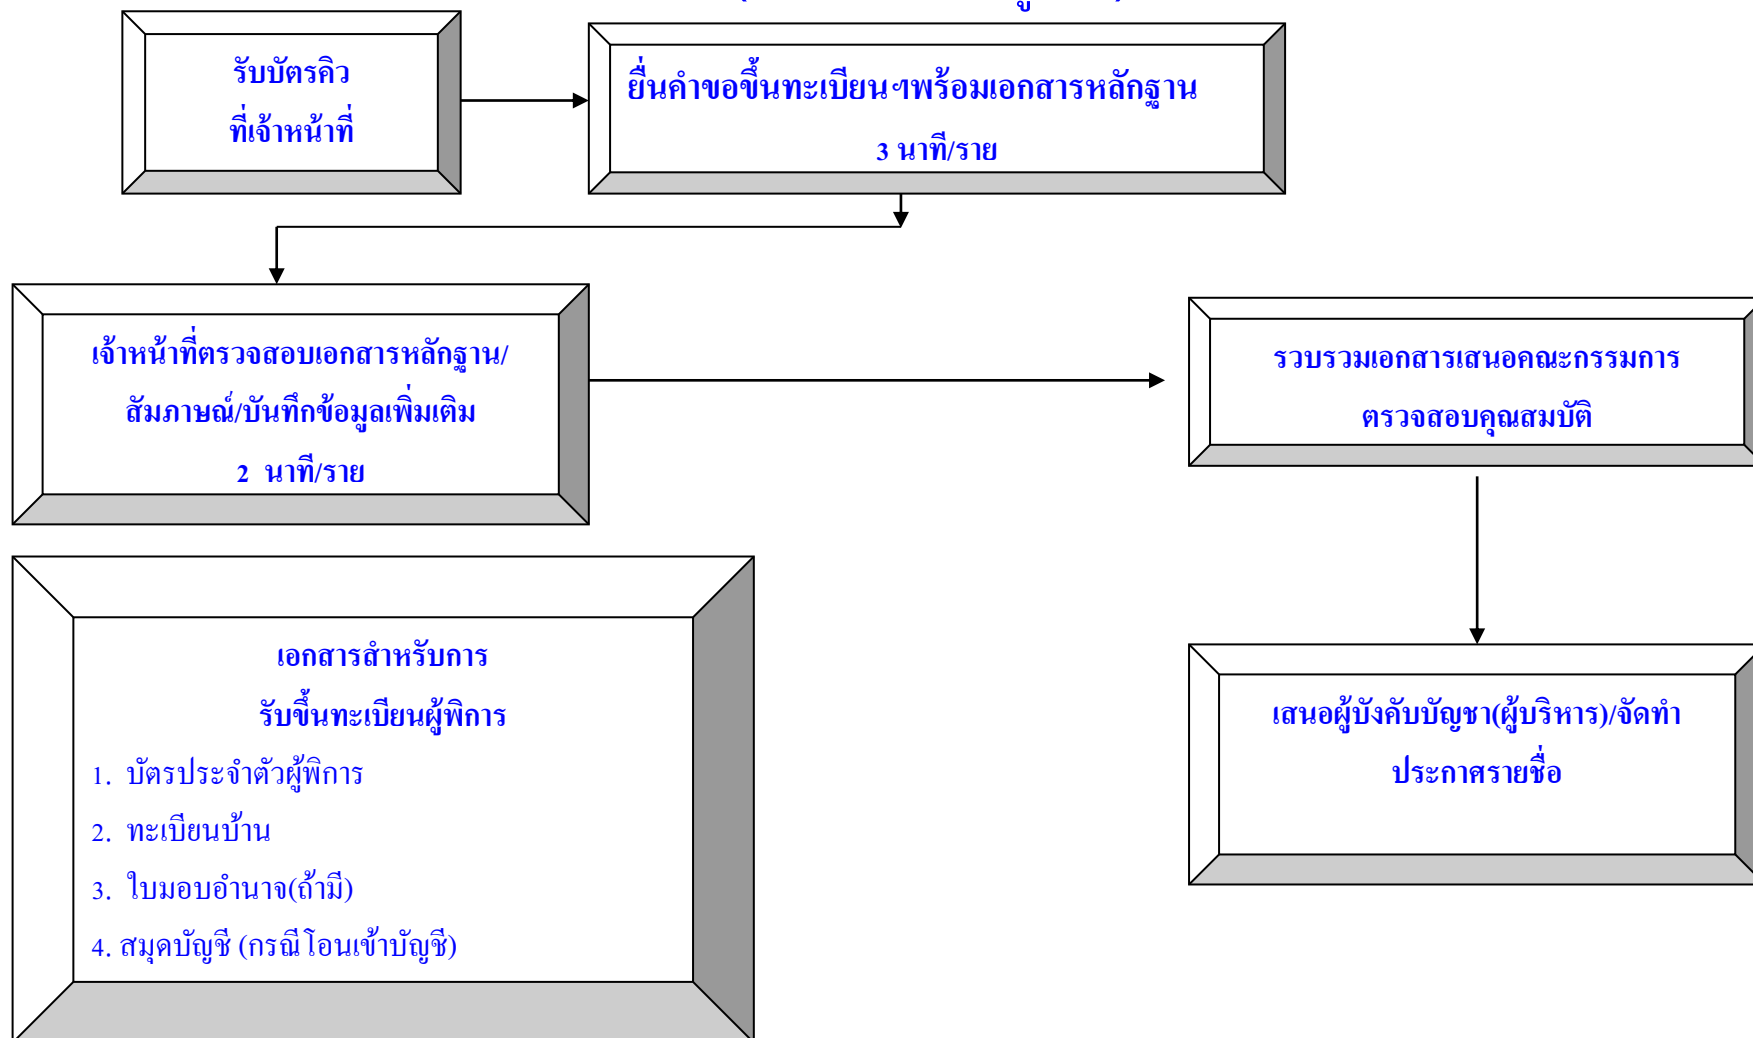 รับบัตรคิว
ที่เจ้าหน้าที่
ยื่นคำขอขึ้นทะเบียนฯพร้อมเอกสารหลักฐาน
3 นาที/ราย
เจ้าหน้าที่ตรวจสอบเอกสารหลักฐาน/
สัมภาษณ์/บันทึกข้อมูลเพิ่มเติม
2 นาที/ราย
รวบรวมเอกสารเสนอคณะกรรมการ
ตรวจสอบคุณสมบัติ
เสนอผู้บังคับบัญชา(ผู้บริหาร)/จัดทำ
ประกาศรายชื่อ
เอกสารสำหรับการ
รับขึ้นทะเบียนผู้พิการ
1. บัตรประจำตัวผู้พิการ
2. ทะเบียนบ้าน
3. ใบมอบอำนาจ(ถ้ามี)
4. สมุดบัญชี (กรณีโอนเข้าบัญชี)